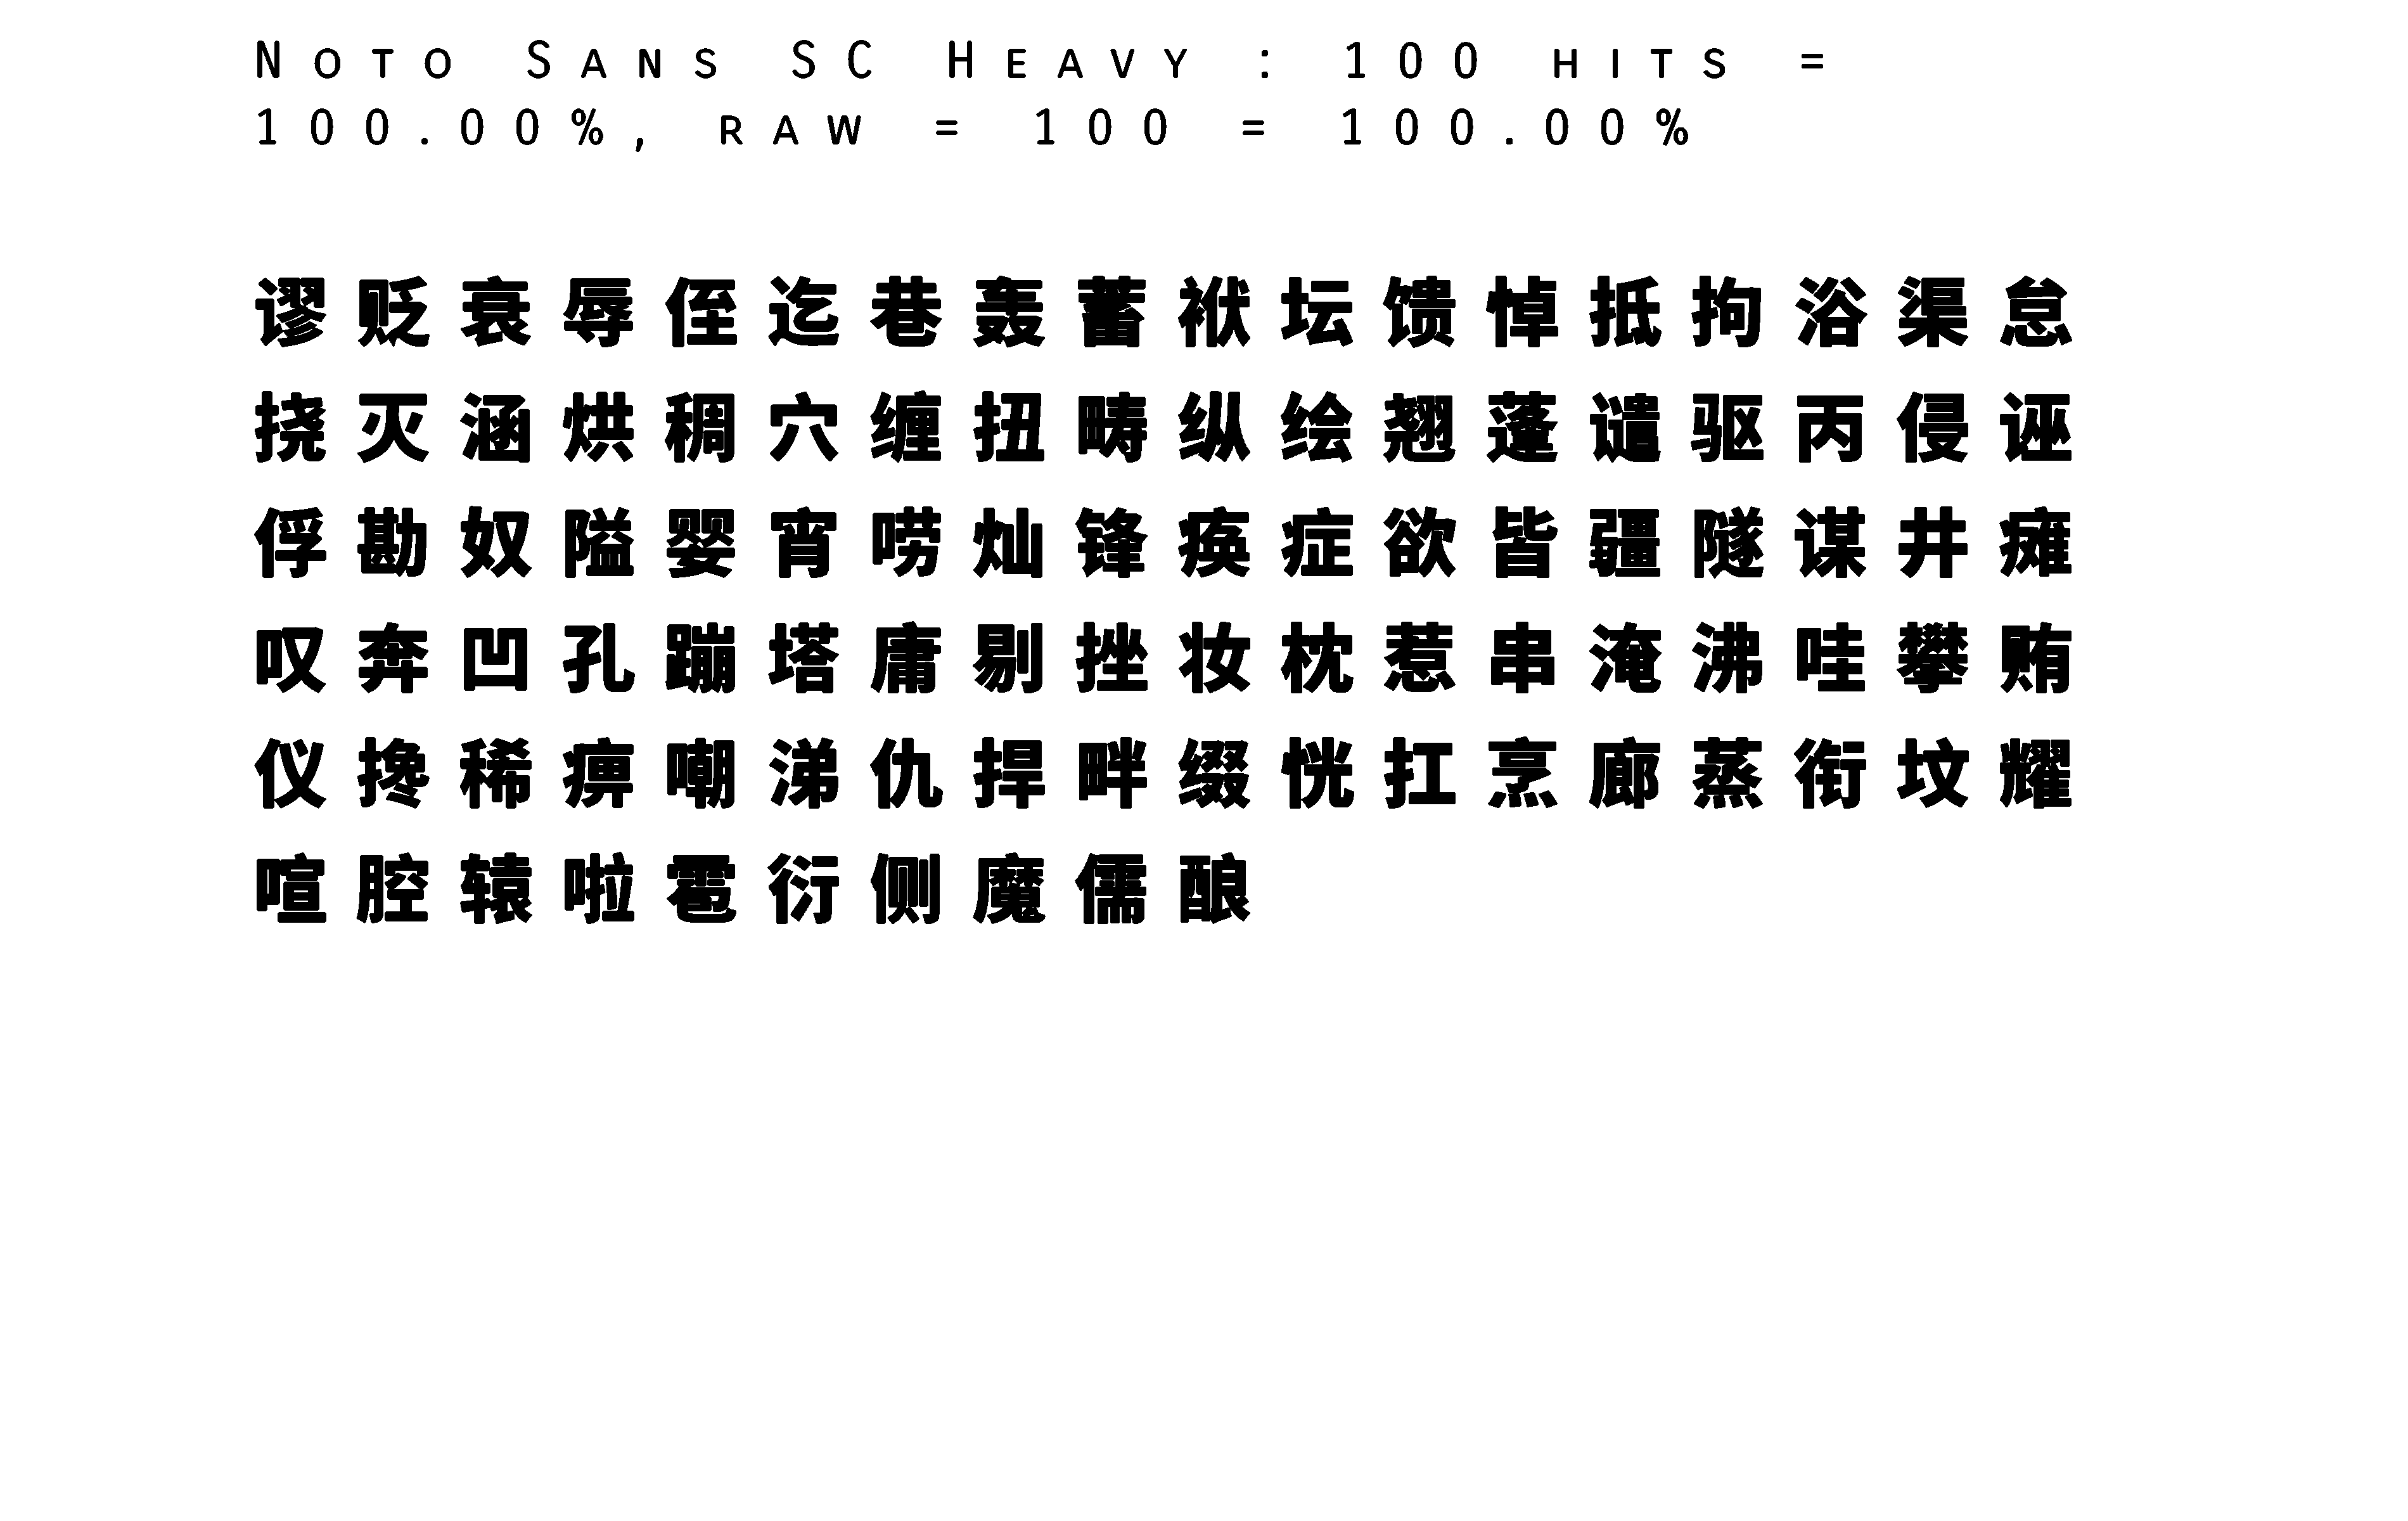 Noto Sans SC Heavy : 100 hits =
100.00%, raw = 100 = 100.00%
谬贬衰辱侄迄巷轰蓄袱坛馈悼抵拘浴渠怠
挠灭涵烘稠穴缠扭畴纵绘翘蓬谴驱丙侵诬
俘勘奴隘婴宵唠灿锋痪症欲皆疆隧谋井瘫
叹奔凹孔蹦塔庸剔挫妆枕惹串淹沸哇攀贿
仪搀稀痹嘲涕仇捍畔缀恍扛烹廊蒸衔坟耀
喧腔辕啦雹衍侧魔儒酿